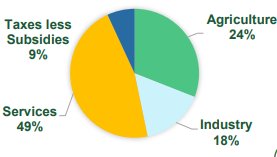 Taxes less
Subsidies
9%
Agriculture
24%
Services
49%
Industry
18%